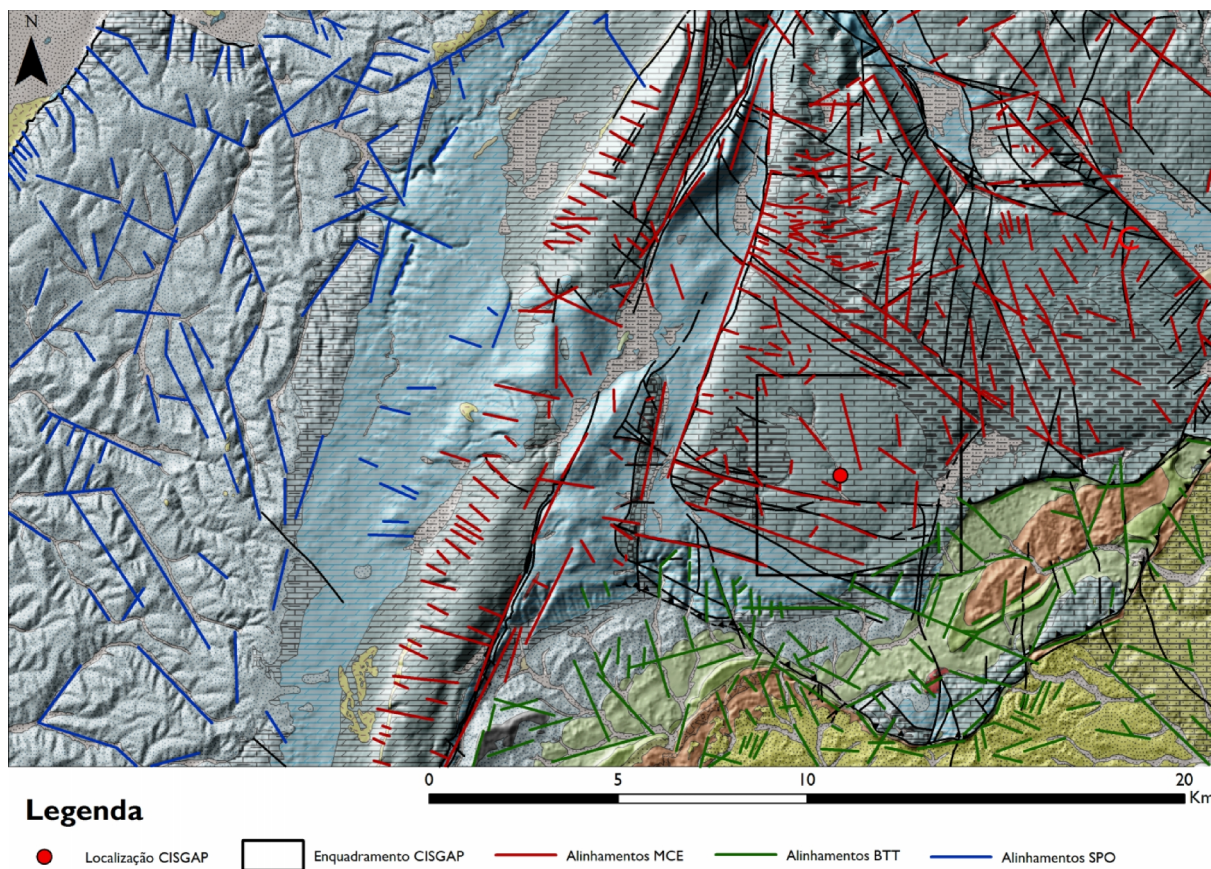 N
0 5 10 20
Km
Legenda
Localização CISGAP Enquadramento CISGAP Alinhamentos MCE Alinhamentos BTT Alinhamentos SPO